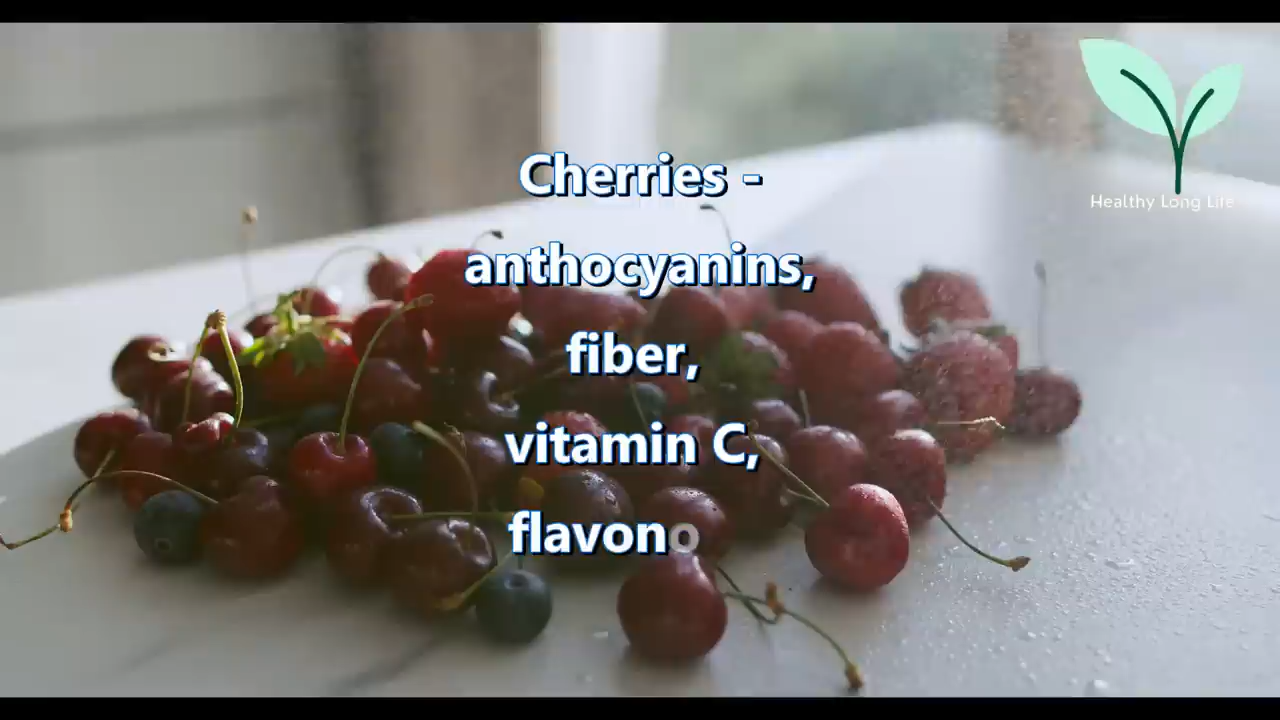 Cherries -
anthocyanins,
fiber,
vitamin C,
flavono
Healthy Long Life